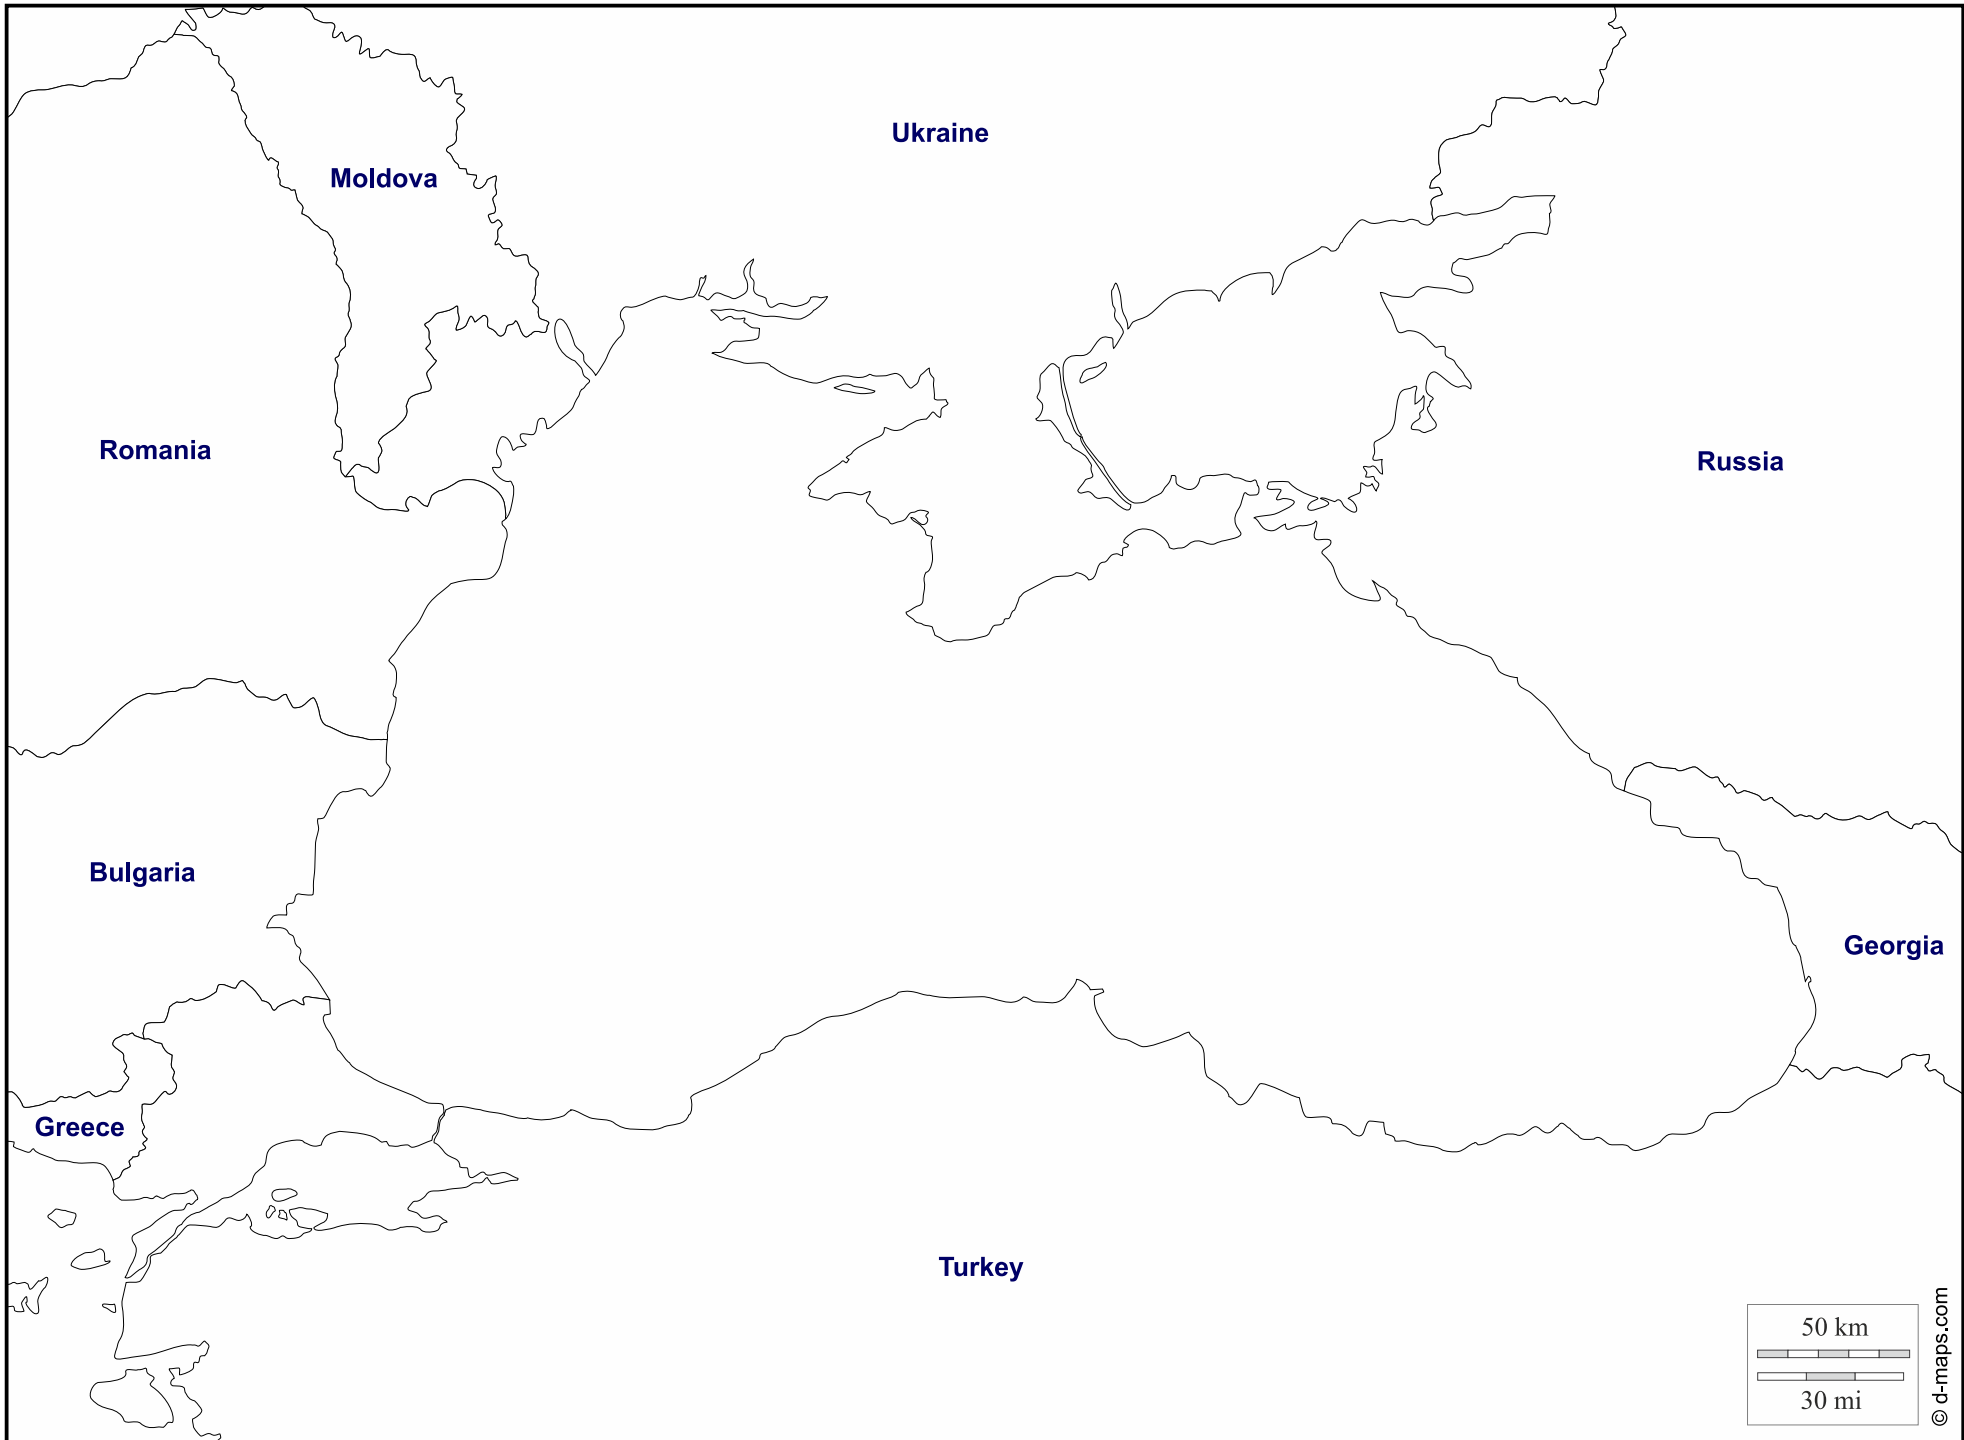 Ukraine
Moldova
Romania
Russia
Bulgaria
Georgia
Greece
Turkey
50 km
30 mi
© d-maps.com